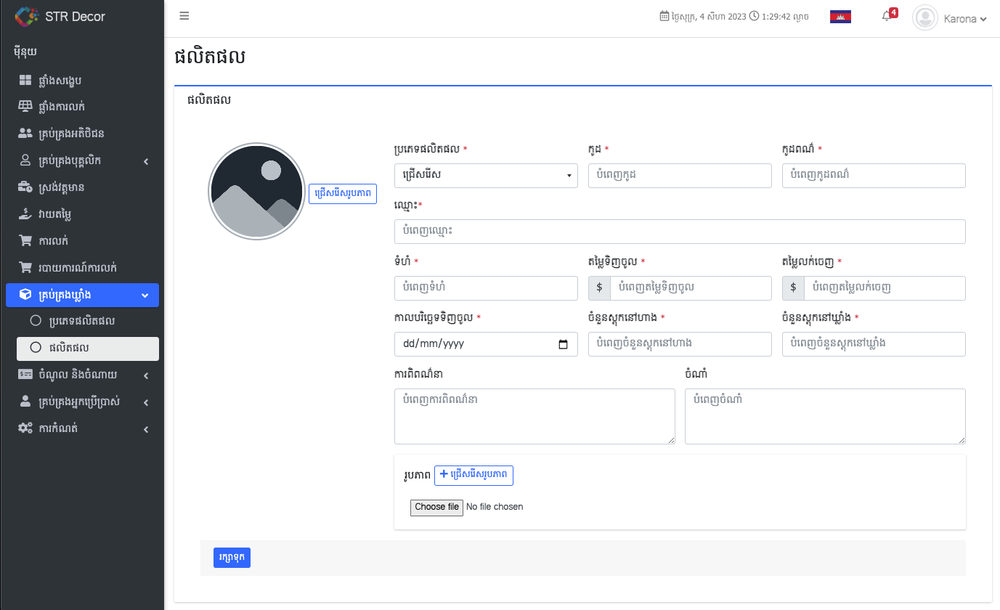 STR Decor
ថ្ងៃសុក្រ, 4 សីហា 2023 1:29:42 ល្ងាច
4
Karona
ម៉ឺនុយ
ផ្ទាំងសង្ខេប
ផ្ទាំងការលក់
គ្រប់គ្រងអតិថិជន
គ្រប់គ្រងបុគ្គលិក
ស្រង់វត្តមាន
វាយតម្លៃ
ការលក់
របាយការណ៍ការលក់
គ្រប់គ្រងឃ្លាំង
ប្រភេទផលិតផល
ផលិតផល
ចំណូល និងចំណាយ
គ្រប់គ្រងអ្នកប្រើប្រាស់
ការកំណត់
ផលិតផល
ផលិតផល
ជ្រើសរើសរូបភាព
ប្រភេទផលិតផល * កូដ * កូដពណ៌ *
ជ្រើសរើស បំពេញកូដ បំពេញកូដពណ៌
ឈ្មោះ*
បំពេញឈ្មោះ
ទំហំ * តម្លៃទិញចូល * តម្លៃលក់ចេញ *
បំពេញទំហំ $ បំពេញតម្លៃទិញចូល $ បំពេញតម្លៃលក់ចេញ
កាលបរិច្ឆេទទិញចូល * ចំនួនស្តុកនៅហាង * ចំនួនស្តុកនៅឃ្លាំង *
dd/mm/yyyy បំពេញចំនួនស្តុកនៅហាង បំពេញចំនួនស្តុកនៅឃ្លាំង
ការពិពណ៌នា ចំណាំ
បំពេញការពិពណ៌នា បំពេញចំណាំ
រូបភាព + ជ្រើសរើសរូបភាព
Choose file No file chosen
រក្សាទុក